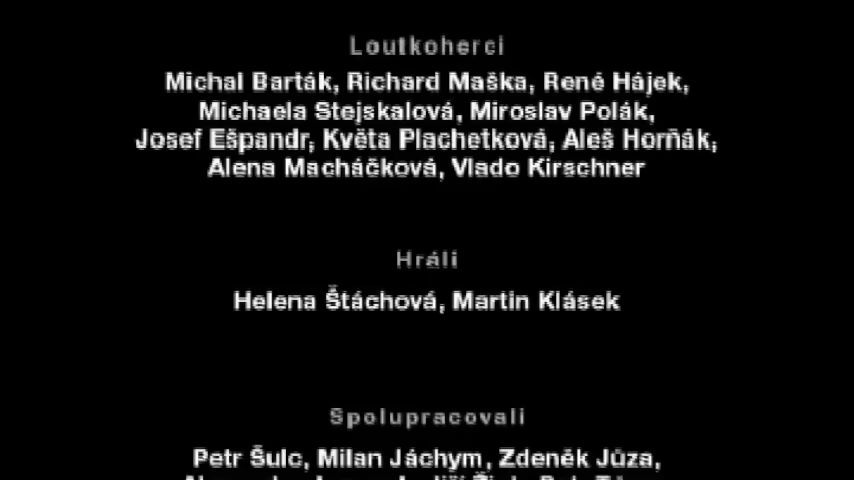 Loutkoherci
Michal Barták, Richard Maška, René Hájek,
Michaela Stejskalová, Miroslav Polák,
Josef Ešpandr, Květa Plachetková, Aleš Horňák,
Alena Macháčková, Vlado Kirschner
Hráli
Helena Štáchová, Martin Klásek
Spolupracovali
Petr Šulc, Milan Jáchym, Zdeněk Jůza,